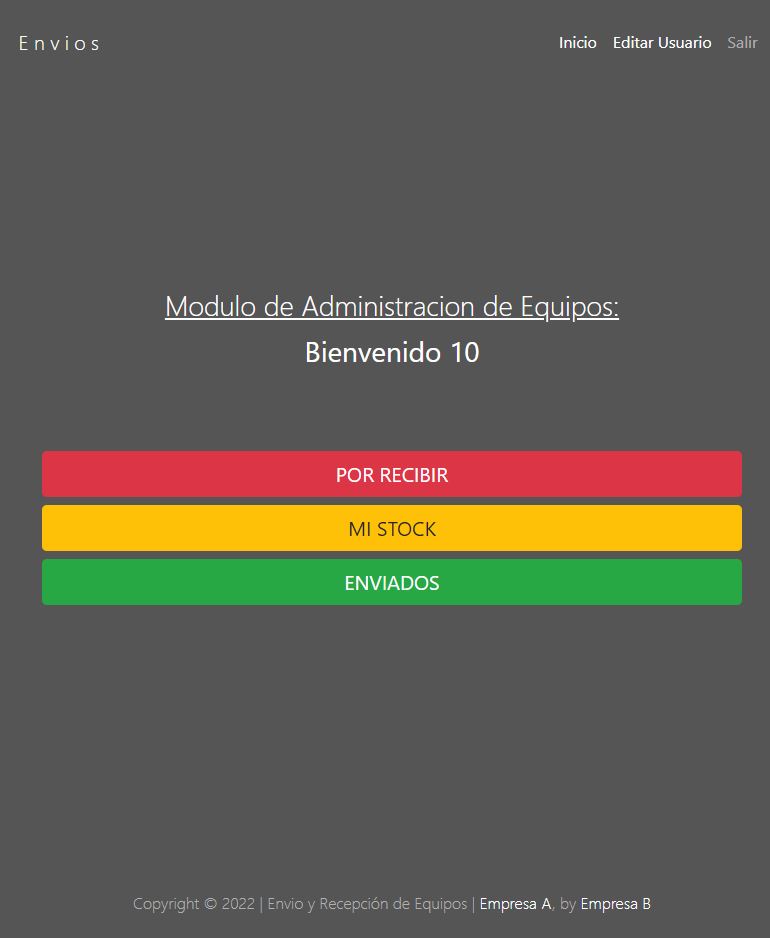 Envios
Inicio Editar Usuario Salir
Modulo de Administracion de Equipos:
Bienvenido 10
POR RECIBIR
MI STOCK
ENVIADOS
Copyright © 2022 | Envio y Recepción de Equipos | Empresa A, by Empresa B